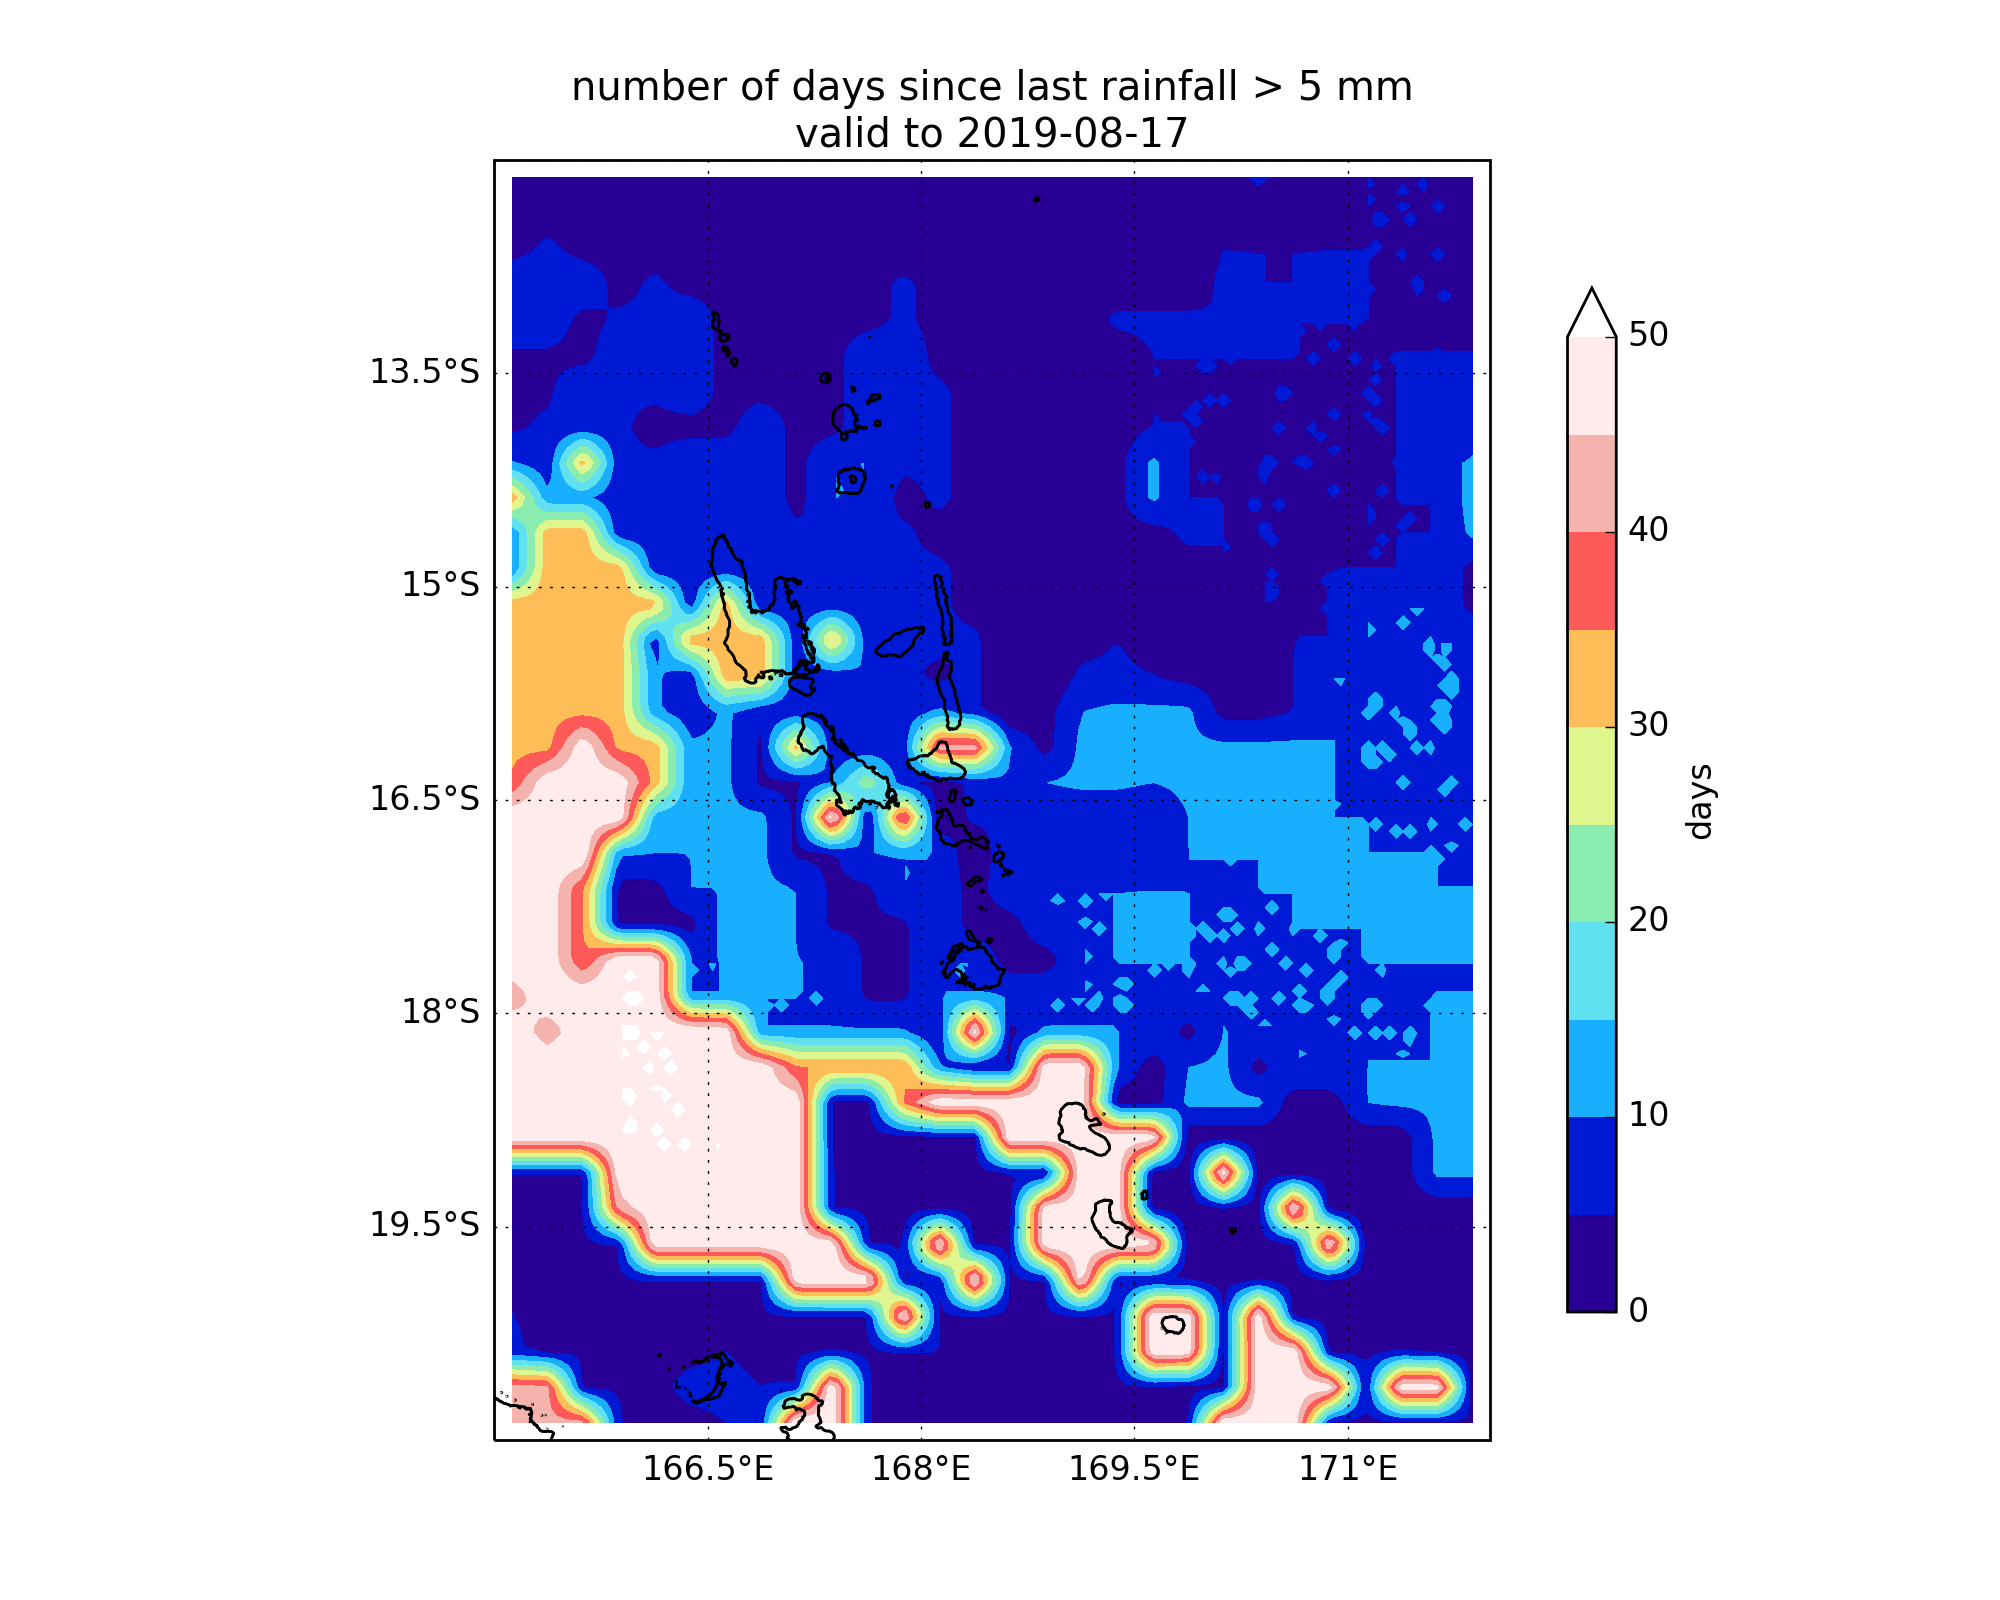 number of days since last rainfall > 5 mm
valid to 2019-08-17
13.5°S
15°S
16.5°S
18°S
19.5°S
166.5°E
168°E
169.5°E
171°E
50
40
30
20
10
0
days